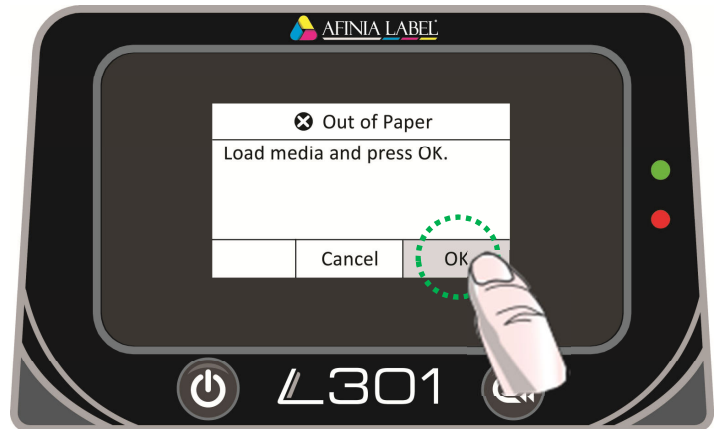 AFINIA LABEL
Out of Paper
Load media and press OK.
Cancel
OK
L301